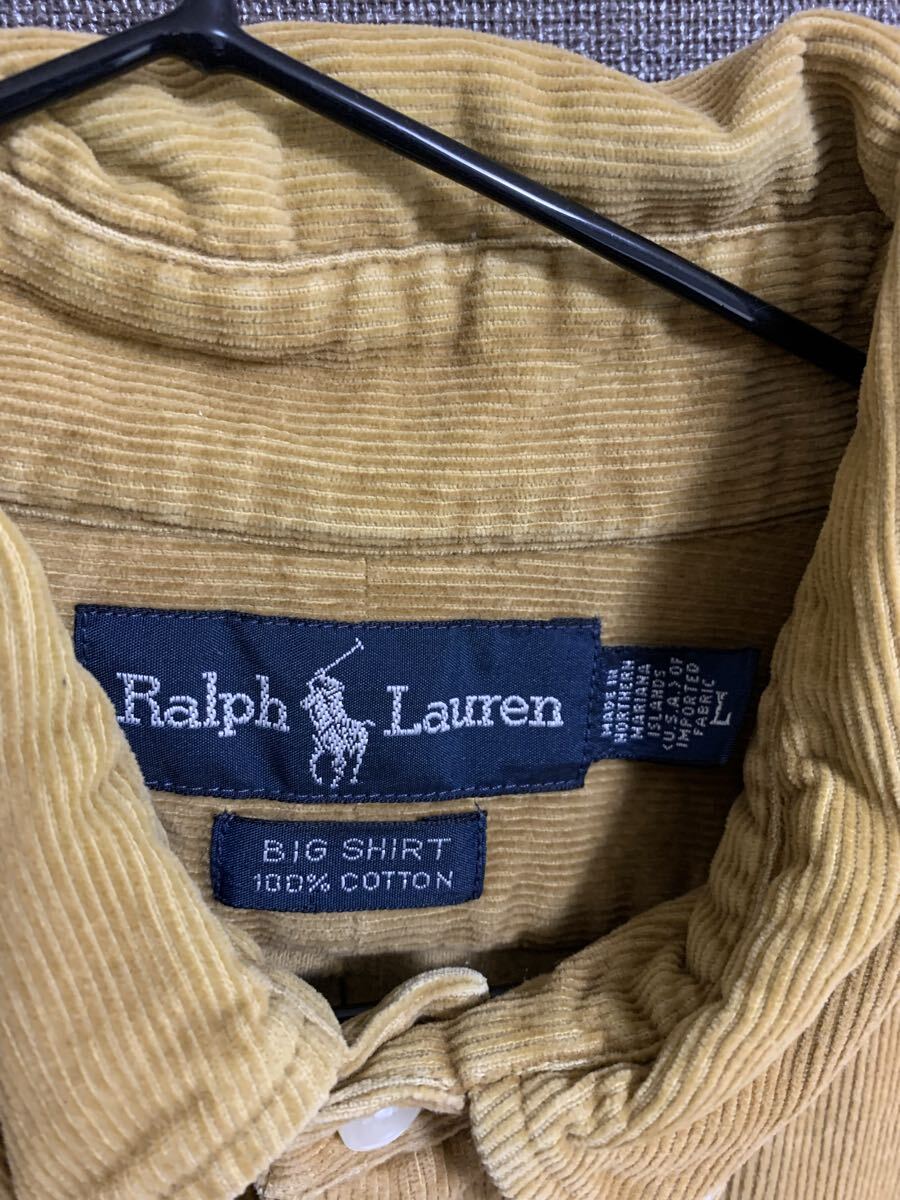 Ralph Lauren
MADE IN
NORTHERN
MARIANA
ISLANDS
(U.S.A.) OF
IMPORTED
FABRIC
L
BIG SHIRT
100% COTTON